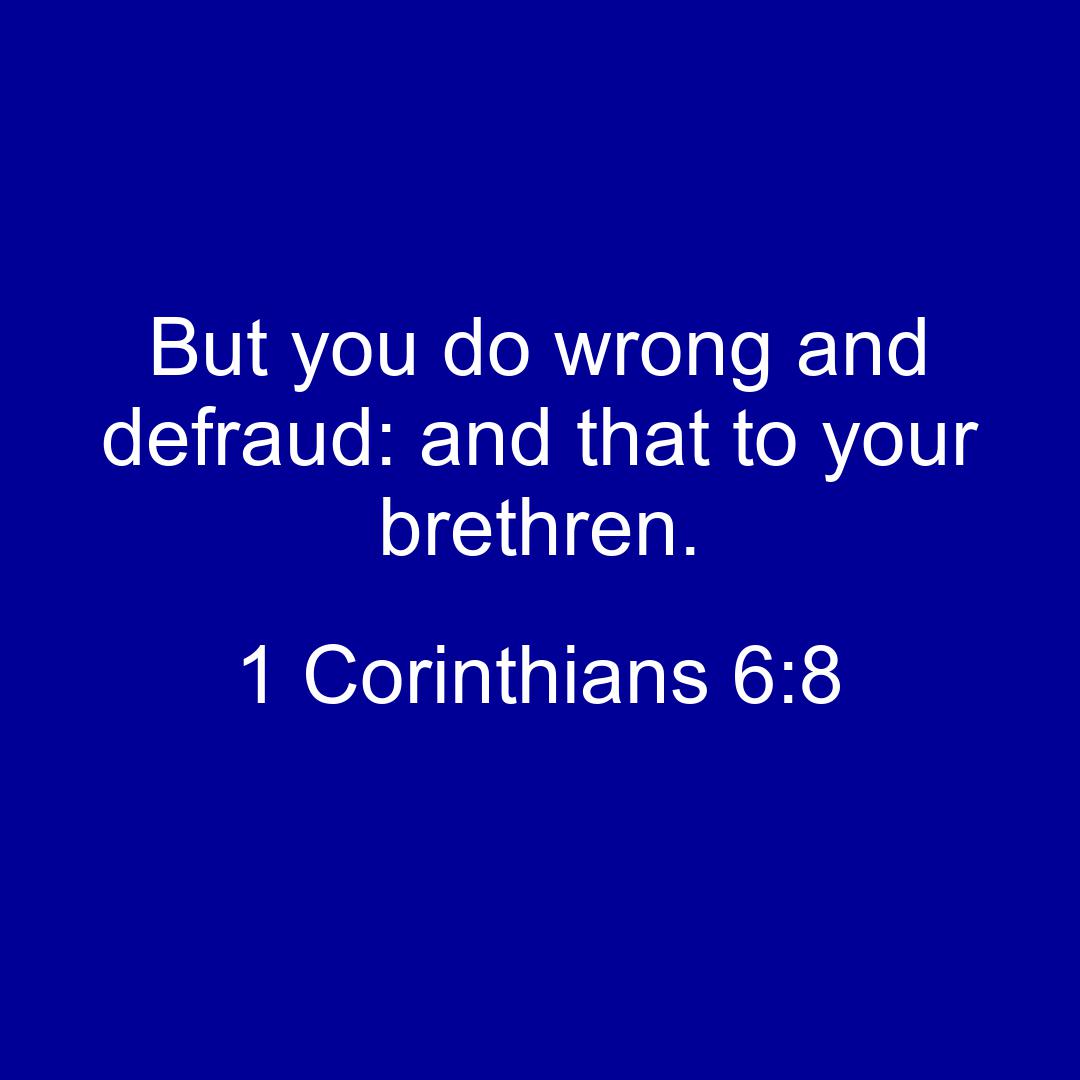 But you do wrong and
defraud: and that to your
brethren.
1 Corinthians 6:8